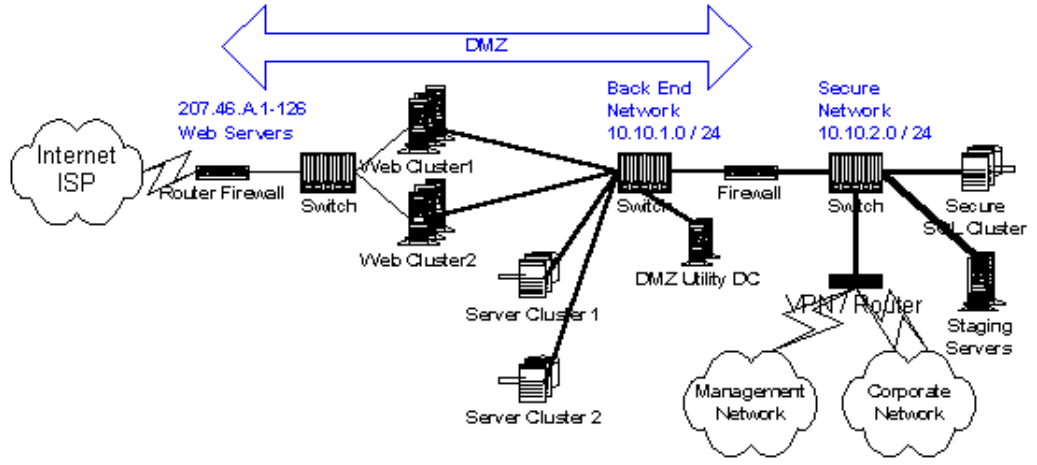 DMZ
207.46.A.1-126
Web Servers
Back End
Network
10.10.1.0 / 24
Secure
Network
10.10.2.0 / 24
Internet
ISP
Router Firewall
Switch
Web Cluster1
Web Cluster2
Switch
Firewall
Switch
Secure
SQL Cluster
DMZ Utility DC
Server Cluster 1
Server Cluster 2
VPN / Router
Staging
Servers
Management
Network
Corporate
Network